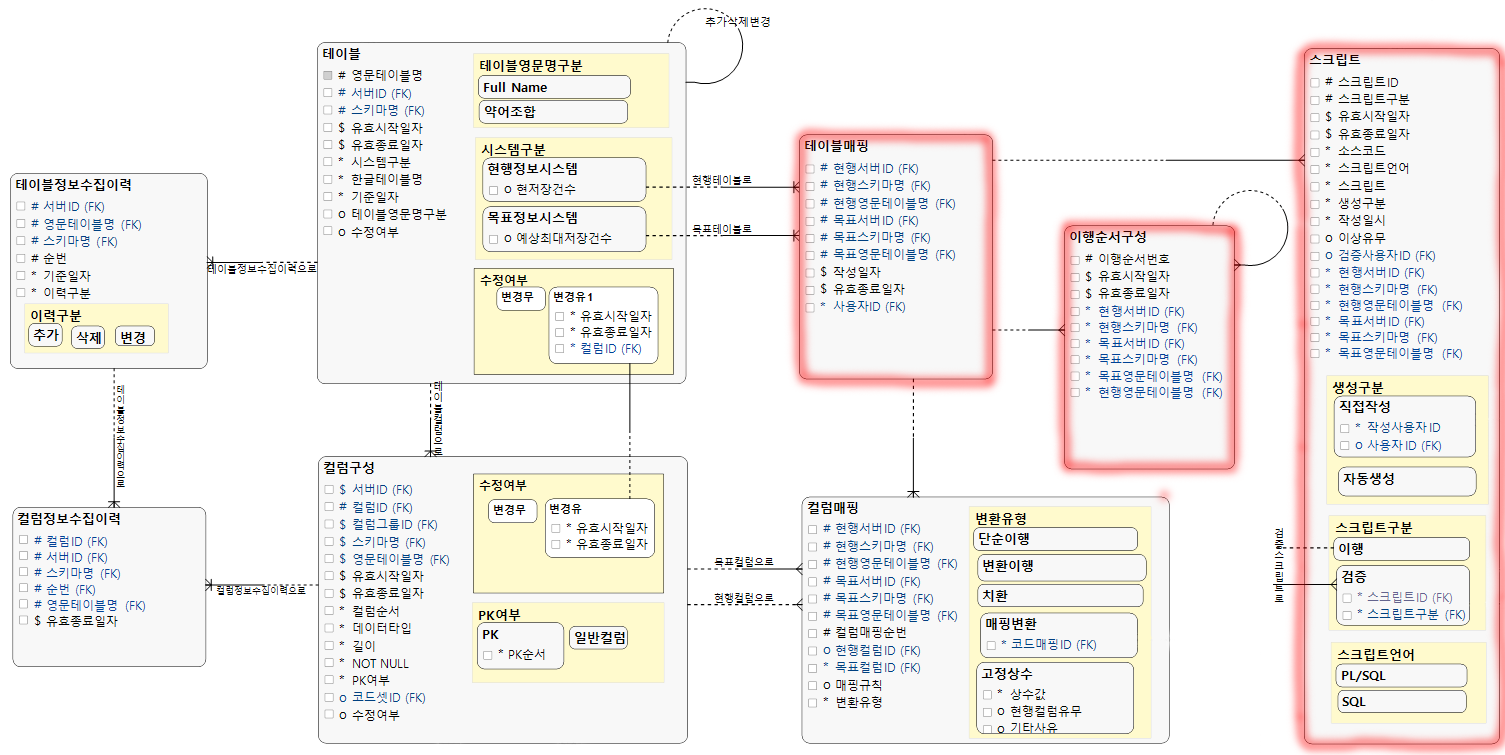 추가삭제변경
테이블
# 영문테이블명
# 서버ID (FK)
# 스키마명 (FK)
$ 유효시작일자
$ 유효종료일자
* 시스템구분
* 한글테이블명
* 기준일자
o 테이블영문명구분
o 수정여부
테이블영문명구분
Full Name
약어조합
시스템구분
현행정보시스템
o 현저장건수
목표정보시스템
o 예상최대저장건수
수정여부
변경무
변경유1
* 유효시작일자
* 유효종료일자
* 컬럼ID (FK)
현행테이블로
목표테이블로
테이블정보수집이력
# 서버ID (FK)
# 영문테이블명 (FK)
# 스키마명 (FK)
# 순번
* 기준일자
* 이력구분
이력구분
추가
삭제
변경
테이블정보수집이력으로
테이블정보수집이력으로
테이블컬럼으로
테이블매핑
# 현행서버ID (FK)
# 현행스키마명 (FK)
# 현행영문테이블명 (FK)
# 목표서버ID (FK)
# 목표스키마명 (FK)
# 목표영문테이블명 (FK)
$ 작성일자
$ 유효종료일자
* 사용자ID (FK)
이행순서구성
# 이행순서번호
$ 유효시작일자
$ 유효종료일자
* 현행서버ID (FK)
* 현행스키마명 (FK)
* 목표서버ID (FK)
* 목표스키마명 (FK)
* 목표영문테이블명 (FK)
* 현행영문테이블명 (FK)
스크립트
# 스크립트ID
# 스크립트구분
$ 유효시작일자
$ 유효종료일자
* 소스코드
* 스크립트언어
* 스크립트
* 생성구분
* 작성일시
o 이상유무
o 검증사용자ID (FK)
* 현행서버ID (FK)
* 현행스키마명 (FK)
* 현행영문테이블명 (FK)
* 목표서버ID (FK)
* 목표스키마명 (FK)
* 목표영문테이블명 (FK)
생성구분
직접작성
* 작성사용자ID
o 사용자ID (FK)
자동생성
스크립트구분
이행
검증
* 스크립트ID (FK)
* 스크립트구분 (FK)
스크립트언어
PL/SQL
SQL
검증스크립트로
컬럼정보수집이력
# 컬럼ID (FK)
# 서버ID (FK)
# 스키마명 (FK)
# 순번 (FK)
# 영문테이블명 (FK)
$ 유효종료일자
컬럼정보수집이력으로
컬럼구성
$ 서버ID (FK)
# 컬럼ID (FK)
$ 컬럼그룹ID (FK)
$ 스키마명 (FK)
$ 영문테이블명 (FK)
$ 유효시작일자
$ 유효종료일자
* 컬럼순서
* 데이터타입
* 길이
* NOT NULL
* PK여부
o 코드셋ID (FK)
o 수정여부
수정여부
변경무
변경유
* 유효시작일자
* 유효종료일자
PK여부
PK
* PK순서
일반컬럼
목표컬럼으로
현행컬럼으로
컬럼매핑
# 현행서버ID (FK)
# 현행스키마명 (FK)
# 현행영문테이블명 (FK)
# 목표서버ID (FK)
# 목표스키마명 (FK)
# 목표영문테이블명 (FK)
# 컬럼매핑순번
o 현행컬럼ID (FK)
* 목표컬럼ID (FK)
o 매핑규칙
* 변환유형
변환유형
단순이행
변환이행
치환
매핑변환
* 코드매핑ID (FK)
고정상수
* 상수값
o 현행컬럼유무
o 기타사유